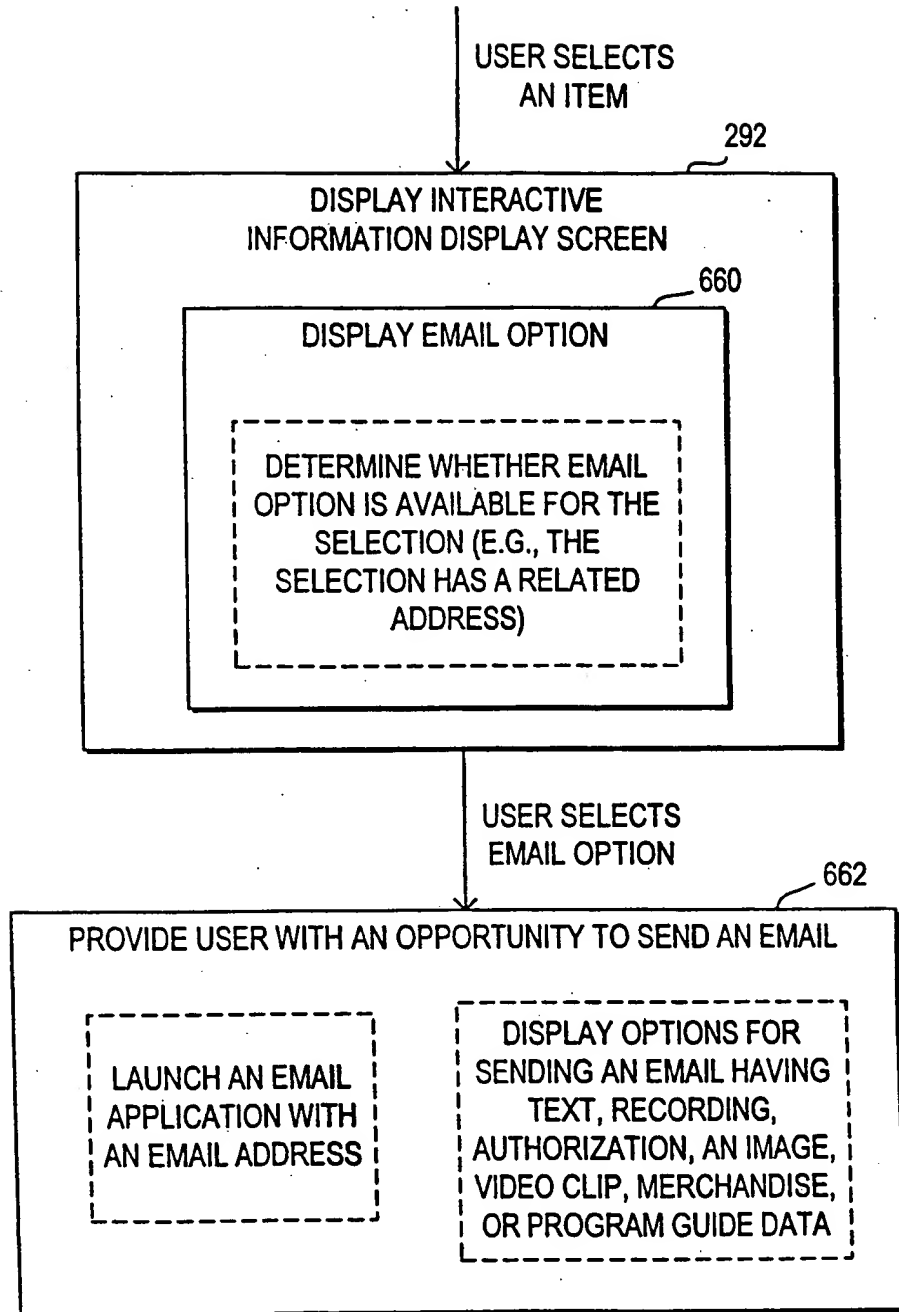 USER SELECTS
AN ITEM
292
DISPLAY INTERACTIVE
INFORMATION DISPLAY SCREEN
660
DISPLAY EMAIL OPTION
DETERMINE WHETHER EMAIL
OPTION IS AVAILABLE FOR THE
SELECTION (E.G., THE
SELECTION HAS A RELATED
ADDRESS)
USER SELECTS
EMAIL OPTION
662
PROVIDE USER WITH AN OPPORTUNITY TO SEND AN EMAIL
LAUNCH AN EMAIL
APPLICATION WITH
AN EMAIL ADDRESS
DISPLAY OPTIONS FOR
SENDING AN EMAIL HAVING
TEXT, RECORDING,
AUTHORIZATION, AN IMAGE,
VIDEO CLIP, MERCHANDISE,
OR PROGRAM GUIDE DATA